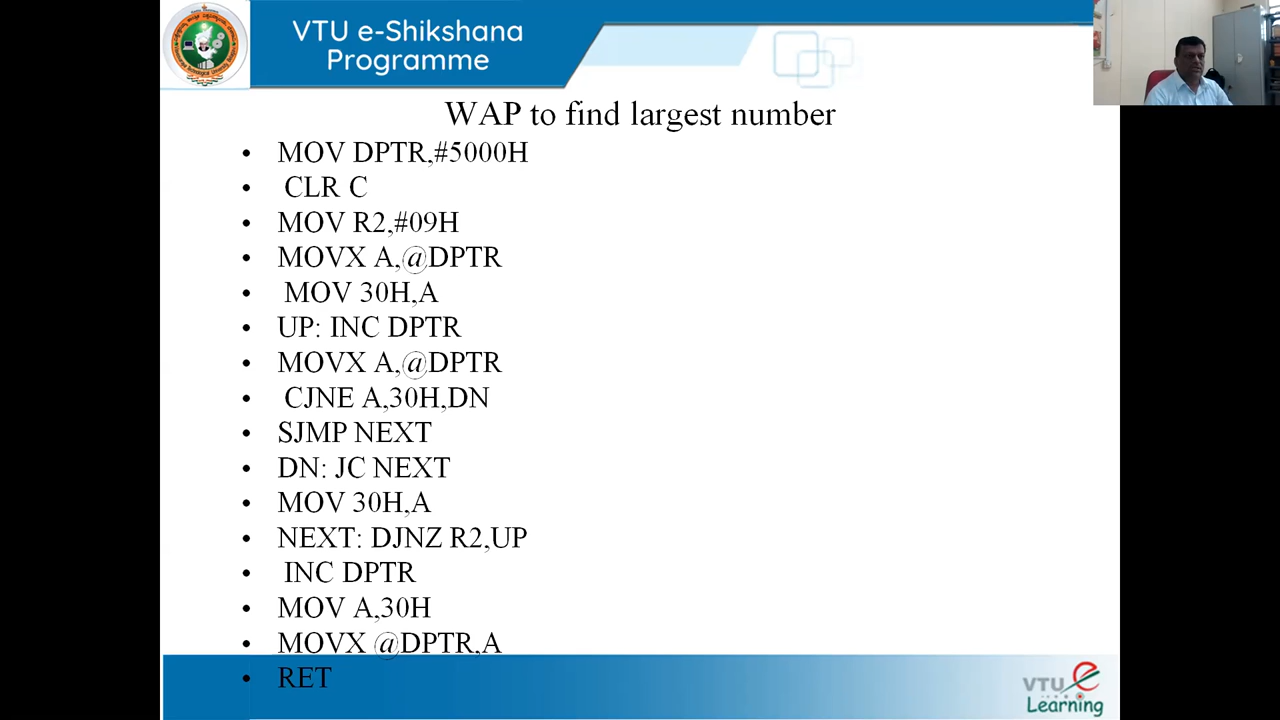 VTU e-Shikshana
Programme
WAP to find largest number
• MOV DPTR,#5000H
• CLR C
• MOV R2,#09H
• MOVX A,@DPTR
• MOV 30H,A
• UP: INC DPTR
• MOVX A,@DPTR
• CJNE A,30H,DN
• SJMP NEXT
• DN: JC NEXT
• MOV 30H,A
• NEXT: DJNZ R2,UP
• INC DPTR
• MOV A,30H
• MOVX @DPTR,A
• RET
VTU e
Learning